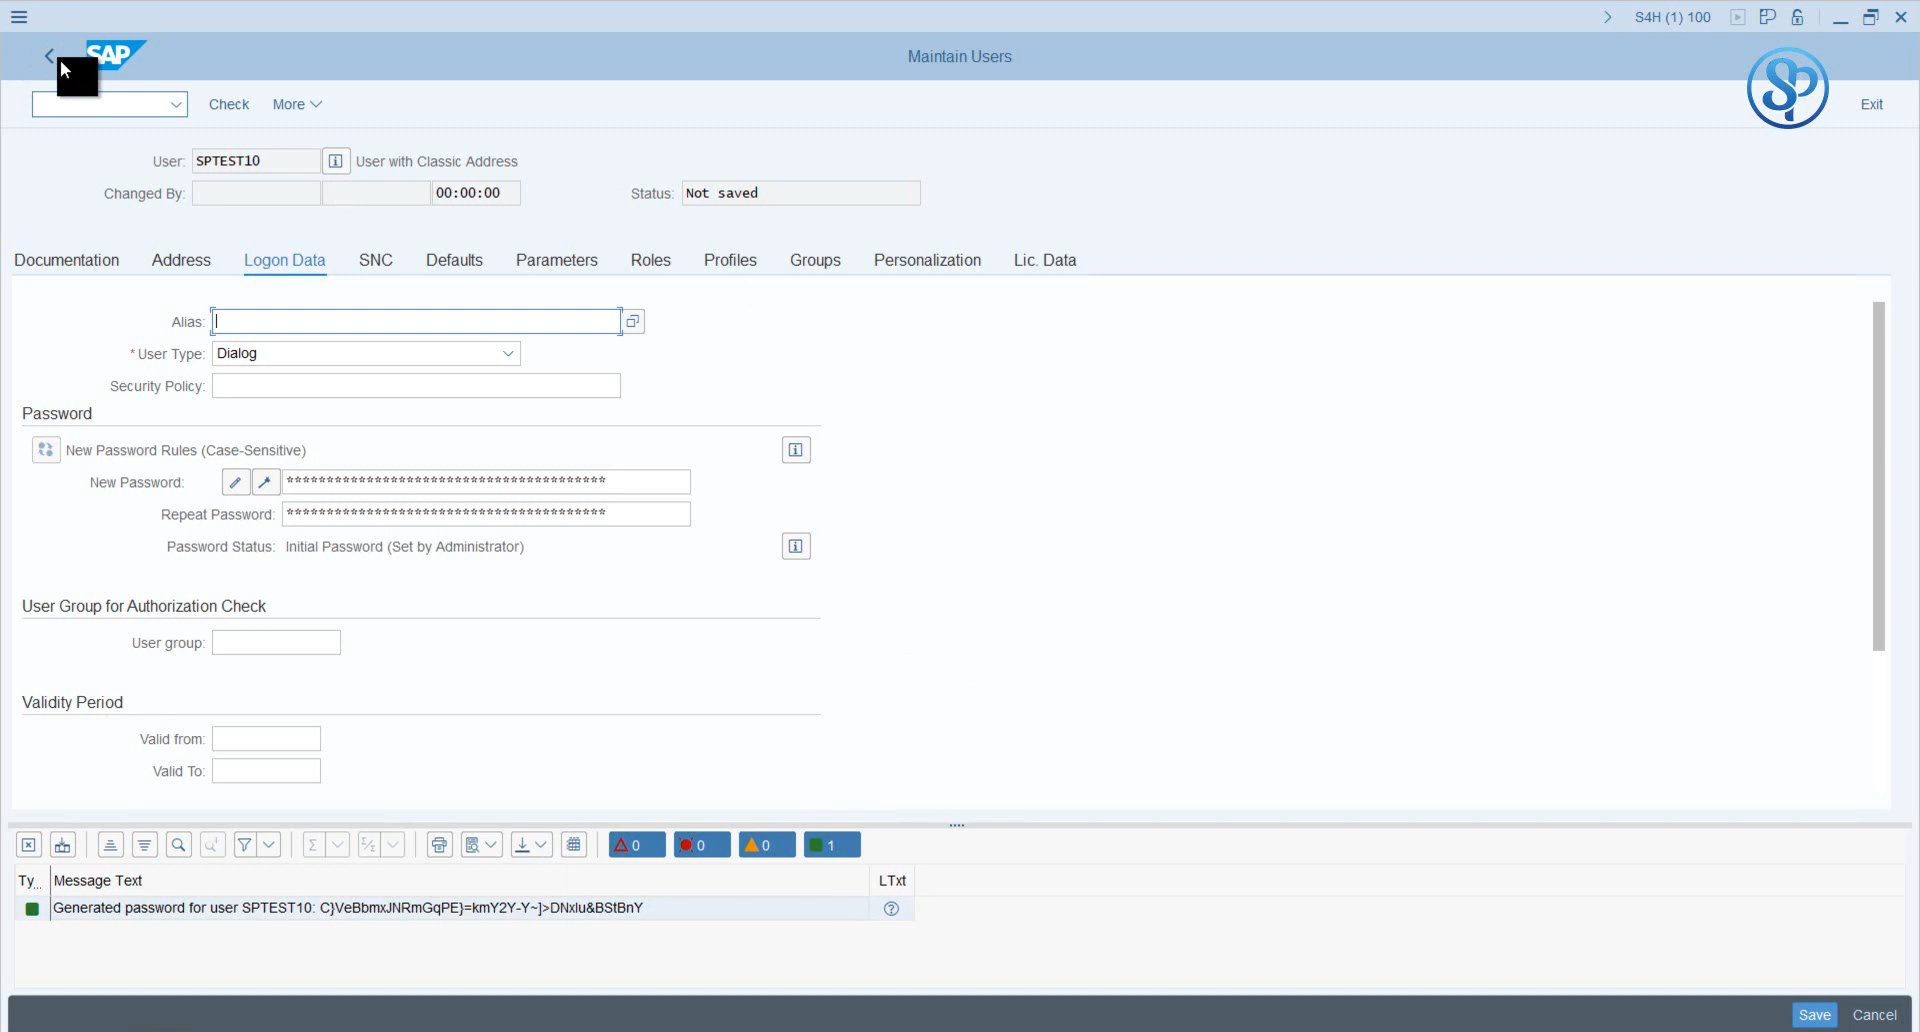 S4H (1) 100
SAP
Maintain Users
SP
Check More Exit
User: SPTEST10 User with Classic Address
Changed By: 00:00:00 Status: Not saved
Documentation Address Logon Data SNC Defaults Parameters Roles Profiles Groups Personalization Lic. Data
Alias:
* User Type: Dialog
Security Policy:
Password
New Password Rules (Case-Sensitive)
New Password: ****************************************
Repeat Password: ****************************************
Password Status: Initial Password (Set by Administrator)
User Group for Authorization Check
User group:
Validity Period
Valid from:
Valid To:
0 0 0 1
Ty... Message Text LTxt
Generated password for user SPTEST10: C}VeBbmxJNRmGqPE}=kmY2Y-Y~]>DNxlu&BStBnY
Save Cancel